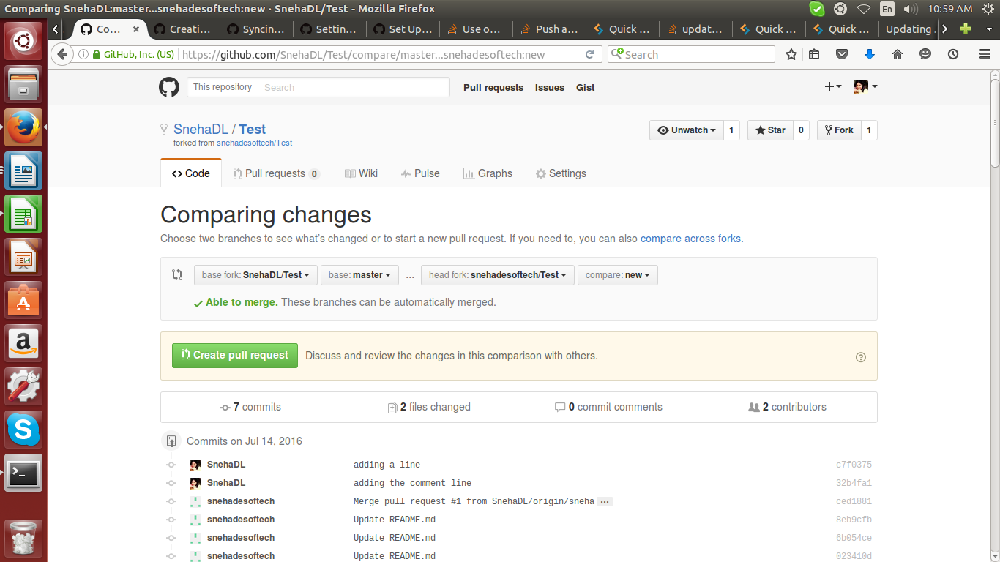 Comparing SnehaDL:master...snehadesoftech:new · SnehaDL/Test - Mozilla Firefox
En
10:59 AM
Co...
Creati...
Syncin...
Settin...
Set Up...
Use o...
Push a...
Quick ...
updat...
Quick ...
Quick ...
Updating
GitHub, Inc. (US)
https://github.com/SnehaDL/Test/compare/master...snehadesoftech:new
Search
This repository
Search
Pull requests
Issues
Gist
SnehaDL / Test
forked from snehadesoftech/Test
Unwatch 1
Star 0
Fork 1
Code
Pull requests 0
Wiki
Pulse
Graphs
Settings
Comparing changes
Choose two branches to see what's changed or to start a new pull request. If you need to, you can also compare across forks.
base fork: SnehaDL/Test
base: master
...
head fork: snehadesoftech/Test
compare: new
Able to merge. These branches can be automatically merged.
Create pull request
Discuss and review the changes in this comparison with others.
7 commits
2 files changed
0 commit comments
2 contributors
Commits on Jul 14, 2016
SnehaDL adding a line c7f0375
SnehaDL adding the comment line 32b4fa1
snehadesoftech Merge pull request #1 from SnehaDL/origin/sneha ... ced1881
snehadesoftech Update README.md 8eb9cfb
snehadesoftech Update README.md 6b054ce
snehadesoftech Update README.md 023410d